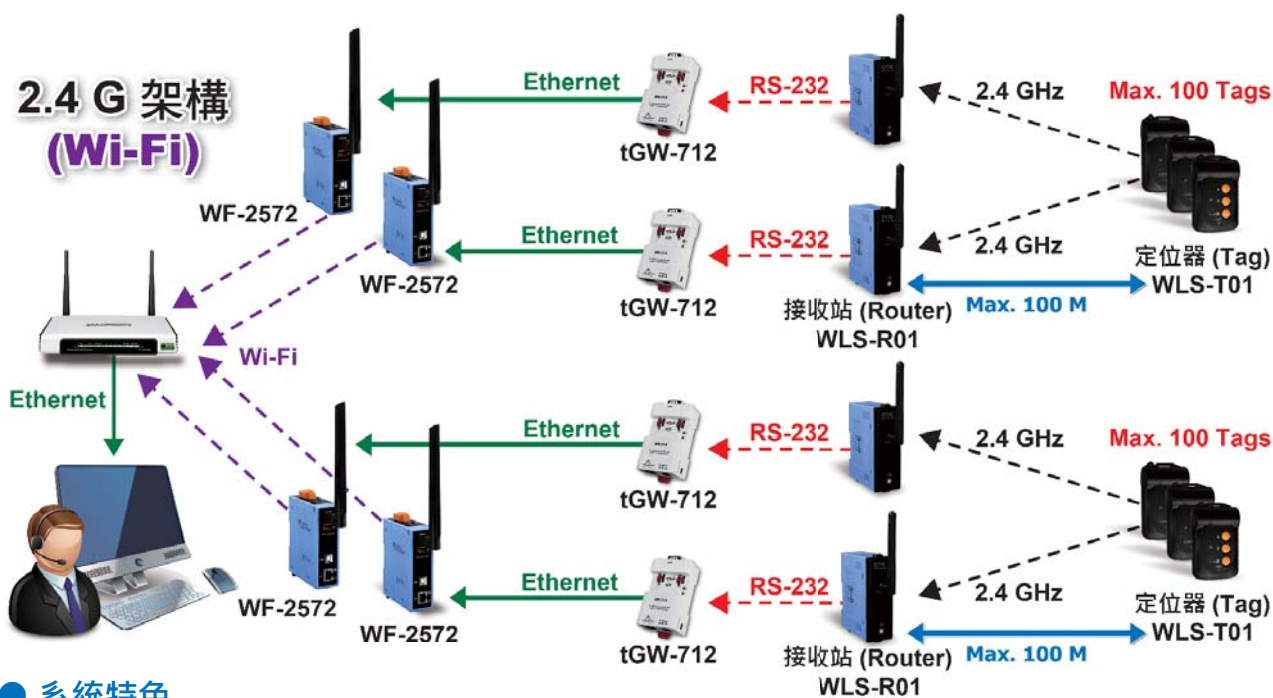 2.4 G 架構
(Wi-Fi)
Ethernet
RS-232
2.4 GHz
Max. 100 Tags
tGW-712
WF-2572
Ethernet
RS-232
2.4 GHz
WF-2572
tGW-712
接收站 (Router)
WLS-R01
Max. 100 M
定位器 (Tag)
WLS-T01
Wi-Fi
Ethernet
Ethernet
RS-232
2.4 GHz
Max. 100 Tags
tGW-712
WF-2572
Ethernet
RS-232
2.4 GHz
WF-2572
tGW-712
接收站 (Router)
WLS-R01
Max. 100 M
定位器 (Tag)
WLS-T01
系統特色